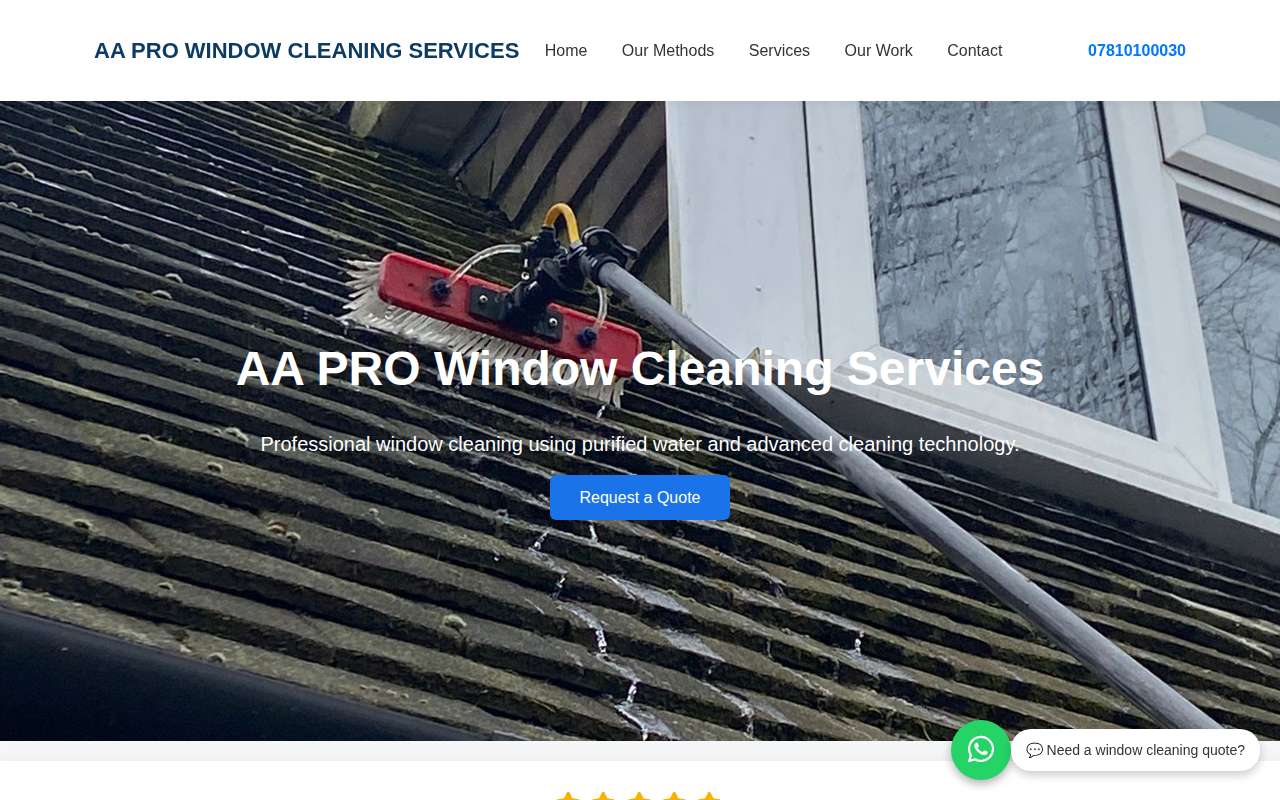 AA PRO WINDOW CLEANING SERVICES
Home
Our Methods
Services
Our Work
Contact
07810100030
AA PRO Window Cleaning Services
Professional window cleaning using purified water and advanced cleaning technology.
Request a Quote
💬 Need a window cleaning quote?